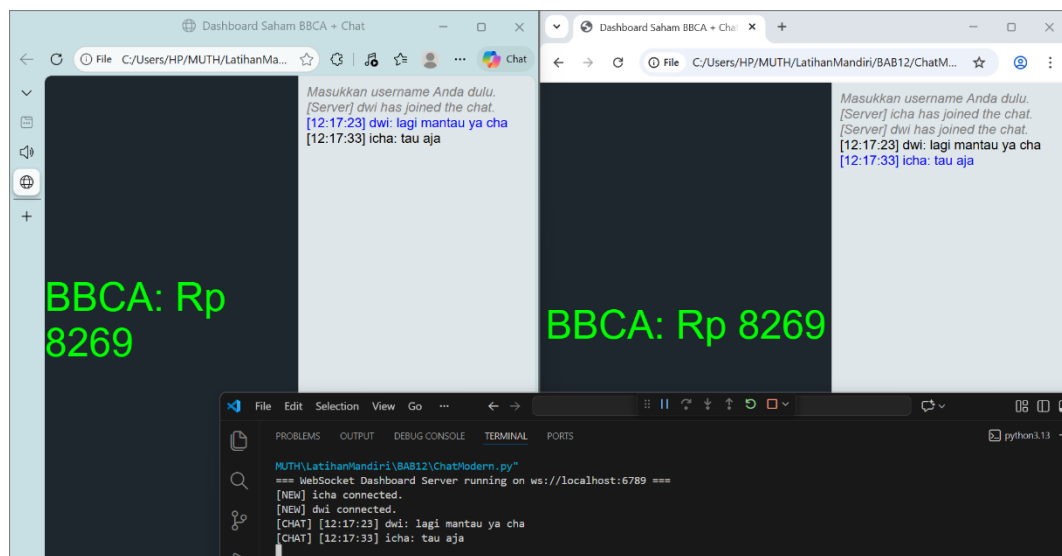 Dashboard Saham BBCA + Chat
File C:/Users/HP/MUTH/LatihanMa... Chat
Masukkan username Anda dulu.
[Server] dwi has joined the chat.
[12:17:23] dwi: lagi mantau ya cha
[12:17:33] icha: tau aja
BBCA: Rp
8269
Dashboard Saham BBCA + Cha
File C:/Users/HP/MUTH/LatihanMandiri/BAB12/ChatM...
Masukkan username Anda dulu.
[Server] icha has joined the chat.
[Server] dwi has joined the chat.
[12:17:23] dwi: lagi mantau ya cha
[12:17:33] icha: tau aja
BBCA: Rp 8269
File Edit Selection View Go ...
PROBLEMS OUTPUT DEBUG CONSOLE TERMINAL PORTS
python3.13
MUTH\LatihanMandiri\BAB12\ChatModern.py"
=== WebSocket Dashboard Server running on ws://localhost:6789 ===
[NEW] icha connected.
[NEW] dwi connected.
[CHAT] [12:17:23] dwi: lagi mantau ya cha
[CHAT] [12:17:33] icha: tau aja